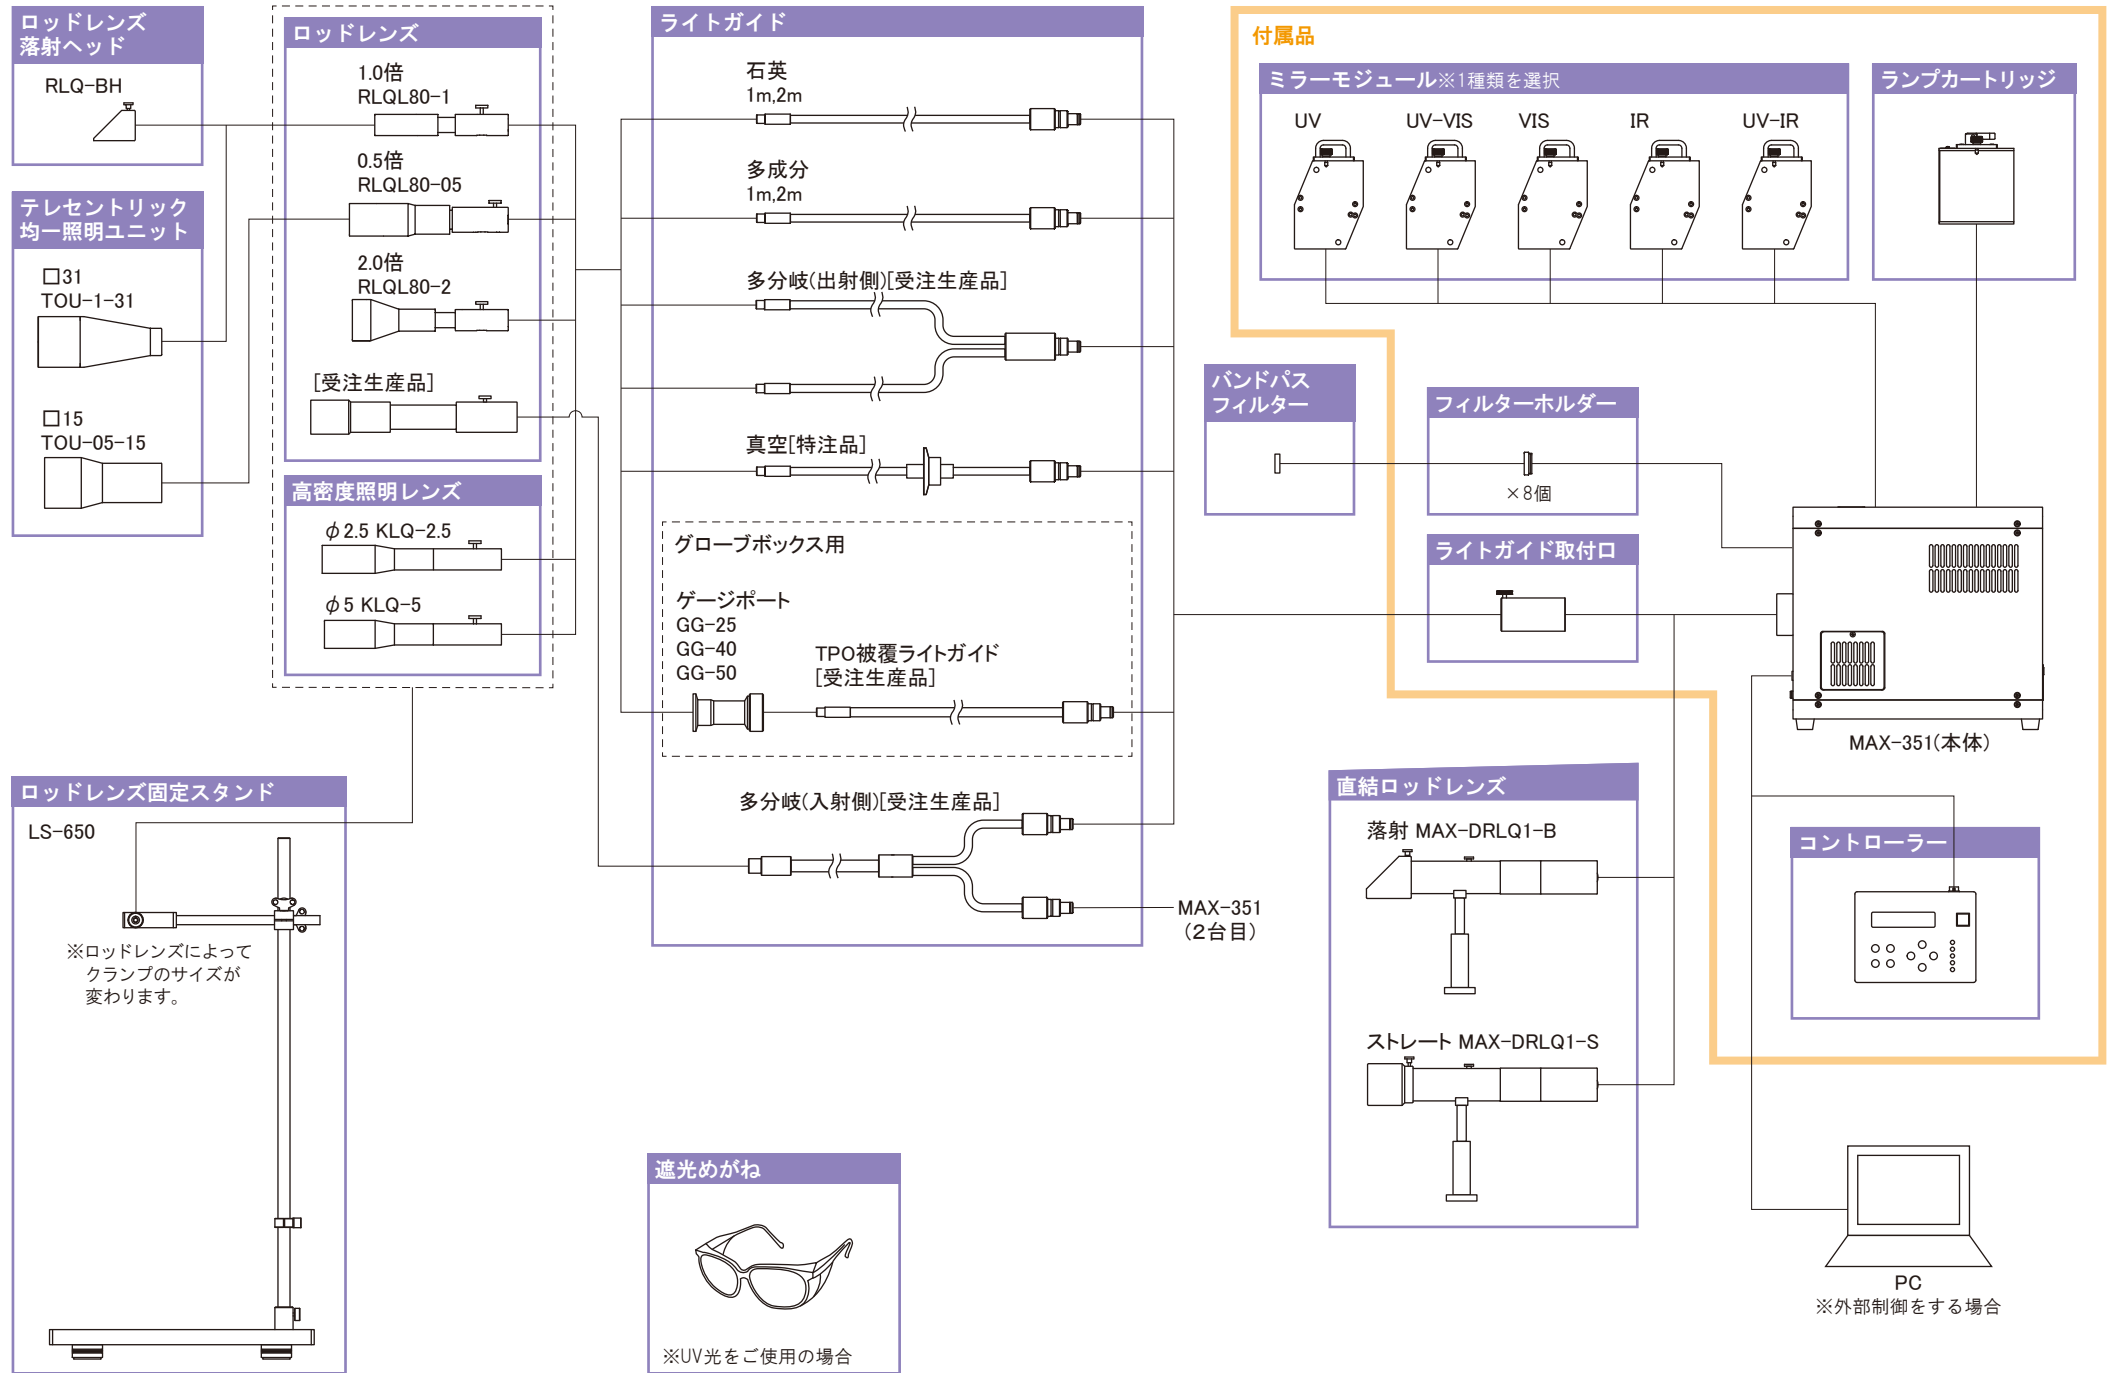 ロッドレンズ
落射ヘッド
RLQ-BH
テレセントリック
均一照明ユニット
□31
TOU-1-31
□15
TOU-05-15
ロッドレンズ
1.0倍
RLQL80-1
0.5倍
RLQL80-05
2.0倍
RLQL80-2
[受注生産品]
高密度照明レンズ
φ2.5 KLQ-2.5
φ5 KLQ-5
ロッドレンズ固定スタンド
LS-650
※ロッドレンズによって
クランプのサイズが
変わります。
ライトガイド
石英
1m,2m
多成分
1m,2m
多分岐(出射側)[受注生産品]
真空[特注品]
グローブボックス用
ゲージポート
GG-25
GG-40
GG-50
TPO被覆ライトガイド
[受注生産品]
多分岐(入射側)[受注生産品]
MAX-351
(2台目)
遮光めがね
※UV光をご使用の場合
付属品
ミラーモジュール※1種類を選択
UV
UV-VIS
VIS
IR
UV-IR
ランプカートリッジ
バンドパス
フィルター
フィルターホルダー
×8個
ライトガイド取付口
MAX-351(本体)
直結ロッドレンズ
落射 MAX-DRLQ1-B
ストレート MAX-DRLQ1-S
コントローラー
PC
※外部制御をする場合